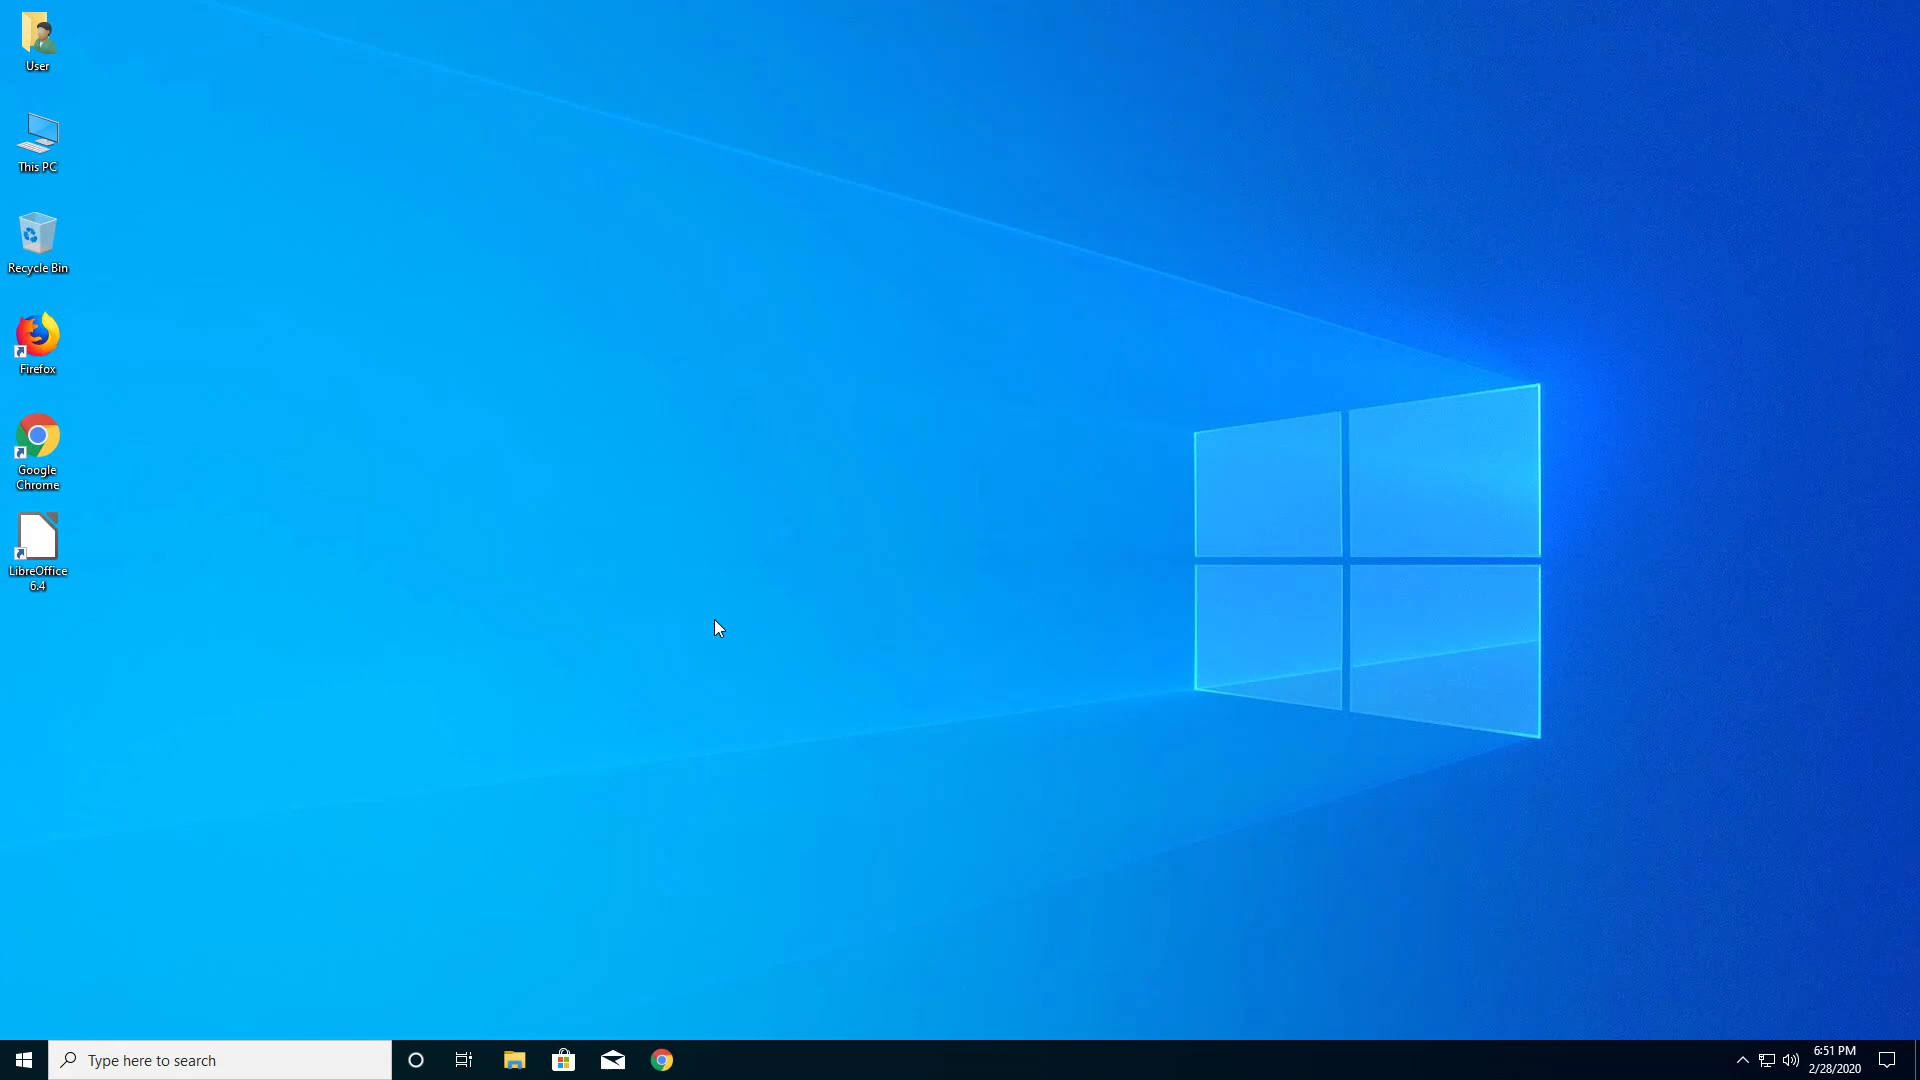 User
This PC
Recycle Bin
Firefox
Google
Chrome
LibreOffice
6.4
Type here to search
6:51 PM
2/28/2020